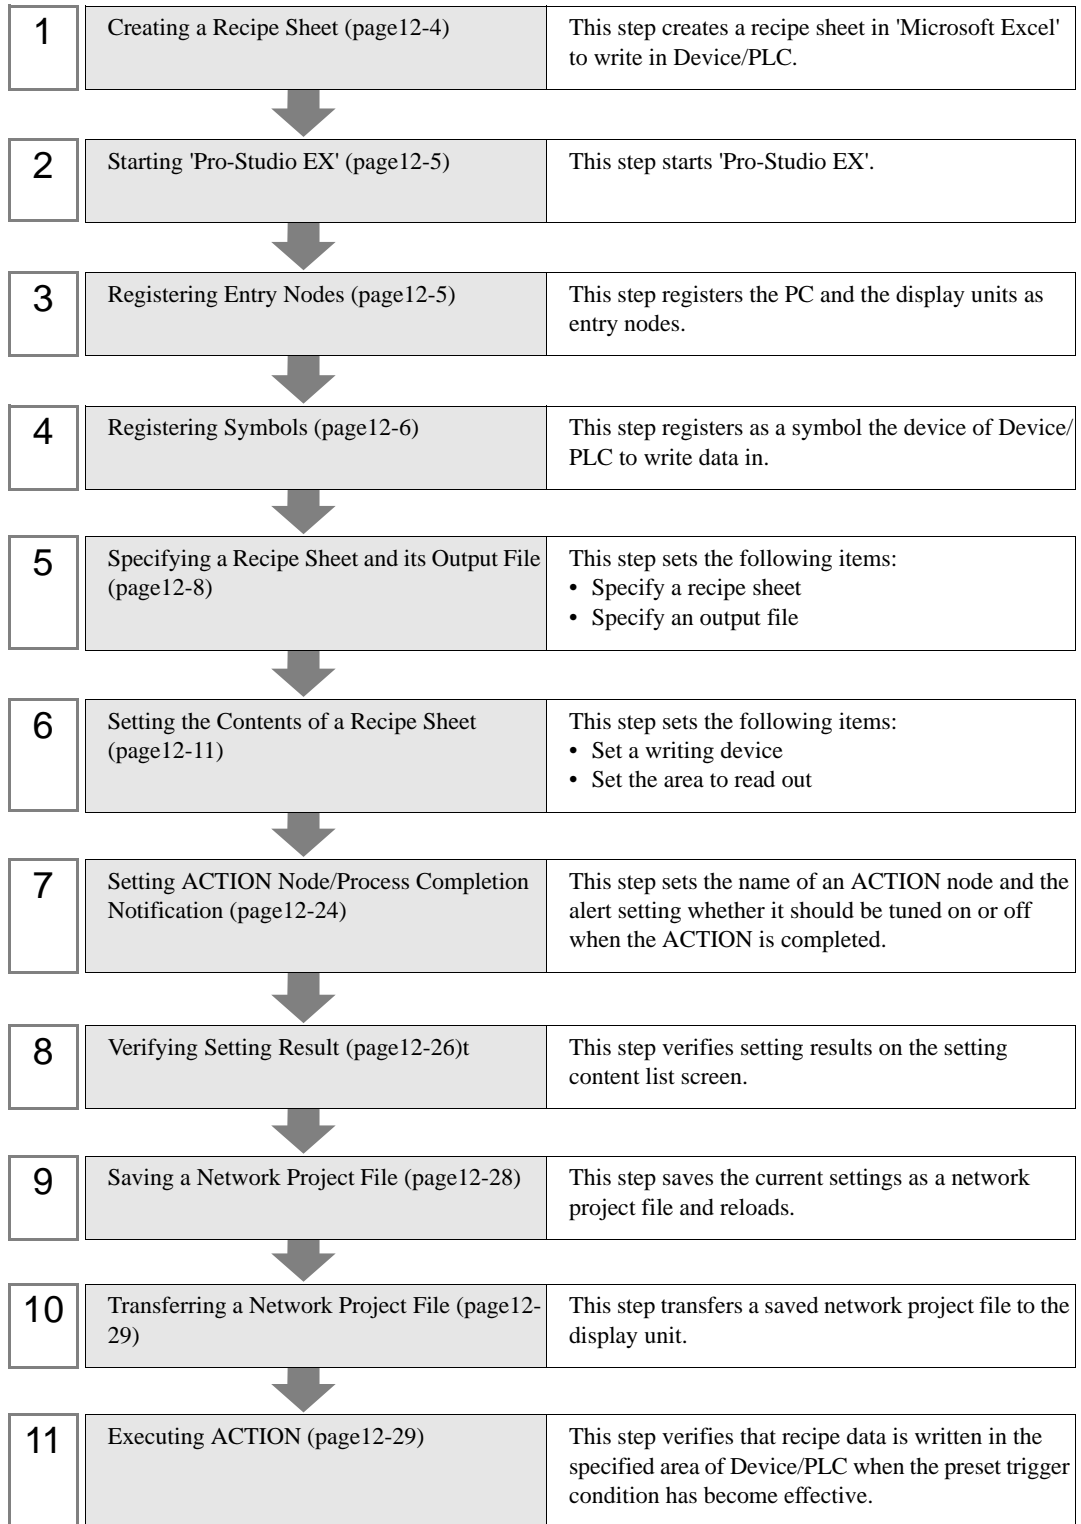 1
Creating a Recipe Sheet (page12-4)
This step creates a recipe sheet in 'Microsoft Excel'
to write in Device/PLC.
2
Starting 'Pro-Studio EX' (page12-5)
This step starts 'Pro-Studio EX'.
3
Registering Entry Nodes (page12-5)
This step registers the PC and the display units as
entry nodes.
4
Registering Symbols (page12-6)
This step registers as a symbol the device of Device/
PLC to write data in.
5
Specifying a Recipe Sheet and its Output File
(page12-8)
This step sets the following items:
• Specify a recipe sheet
• Specify an output file
6
Setting the Contents of a Recipe Sheet
(page12-11)
This step sets the following items:
• Set a writing device
• Set the area to read out
7
Setting ACTION Node/Process Completion
Notification (page12-24)
This step sets the name of an ACTION node and the
alert setting whether it should be tuned on or off
when the ACTION is completed.
8
Verifying Setting Result (page12-26)t
This step verifies setting results on the setting
content list screen.
9
Saving a Network Project File (page12-28)
This step saves the current settings as a network
project file and reloads.
10
Transferring a Network Project File (page12-
29)
This step transfers a saved network project file to the
display unit.
11
Executing ACTION (page12-29)
This step verifies that recipe data is written in the
specified area of Device/PLC when the preset trigger
condition has become effective.